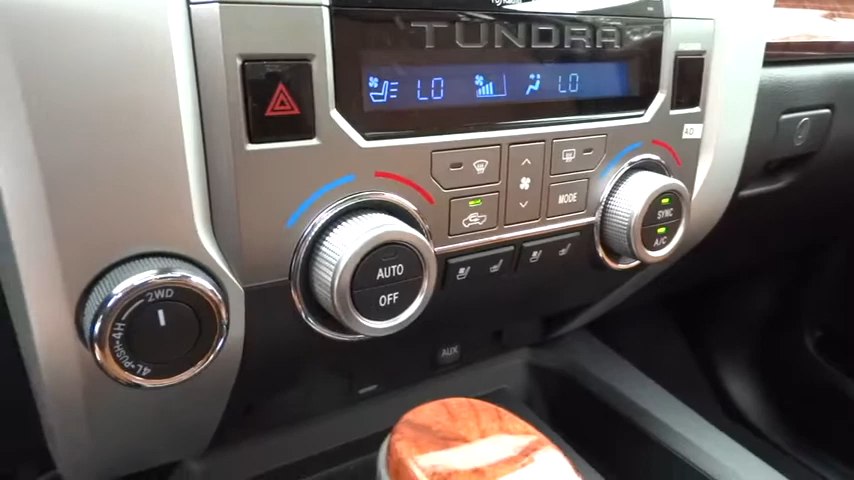 TUNDRA
LO
LO
AUTO
OFF
MODE
SYNC
A/C
2WD
4H
4L-PUSH
AUX